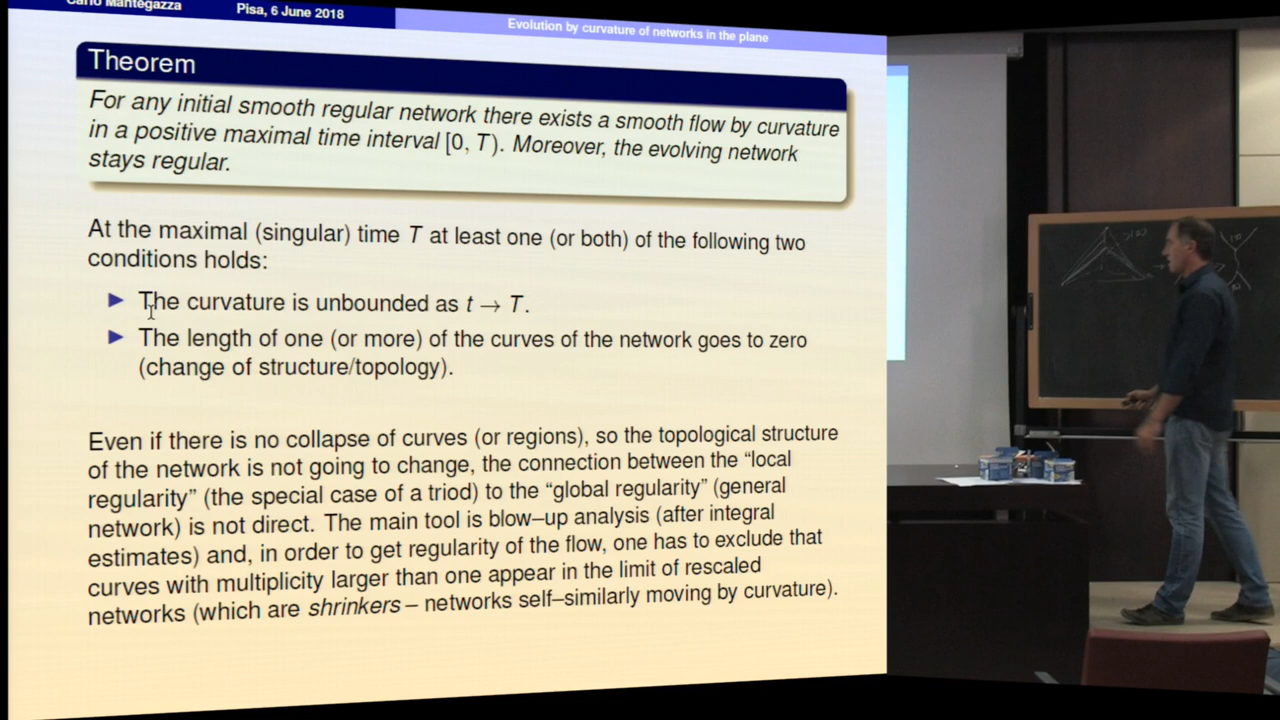 Carlo Mantegazza
Pisa, 6 June 2018
Evolution by curvature of networks in the plane
Theorem
For any initial smooth regular network there exists a smooth flow by curvature
in a positive maximal time interval [0, T). Moreover, the evolving network
stays regular.
At the maximal (singular) time T at least one (or both) of the following two
conditions holds:
▶ The curvature is unbounded as t → T.
▶ The length of one (or more) of the curves of the network goes to zero
(change of structure/topology).
Even if there is no collapse of curves (or regions), so the topological structure
of the network is not going to change, the connection between the “local
regularity” (the special case of a triod) to the “global regularity” (general
network) is not direct. The main tool is blow–up analysis (after integral
estimates) and, in order to get regularity of the flow, one has to exclude that
curves with multiplicity larger than one appear in the limit of rescaled
networks (which are shrinkers – networks self–similarly moving by curvature).